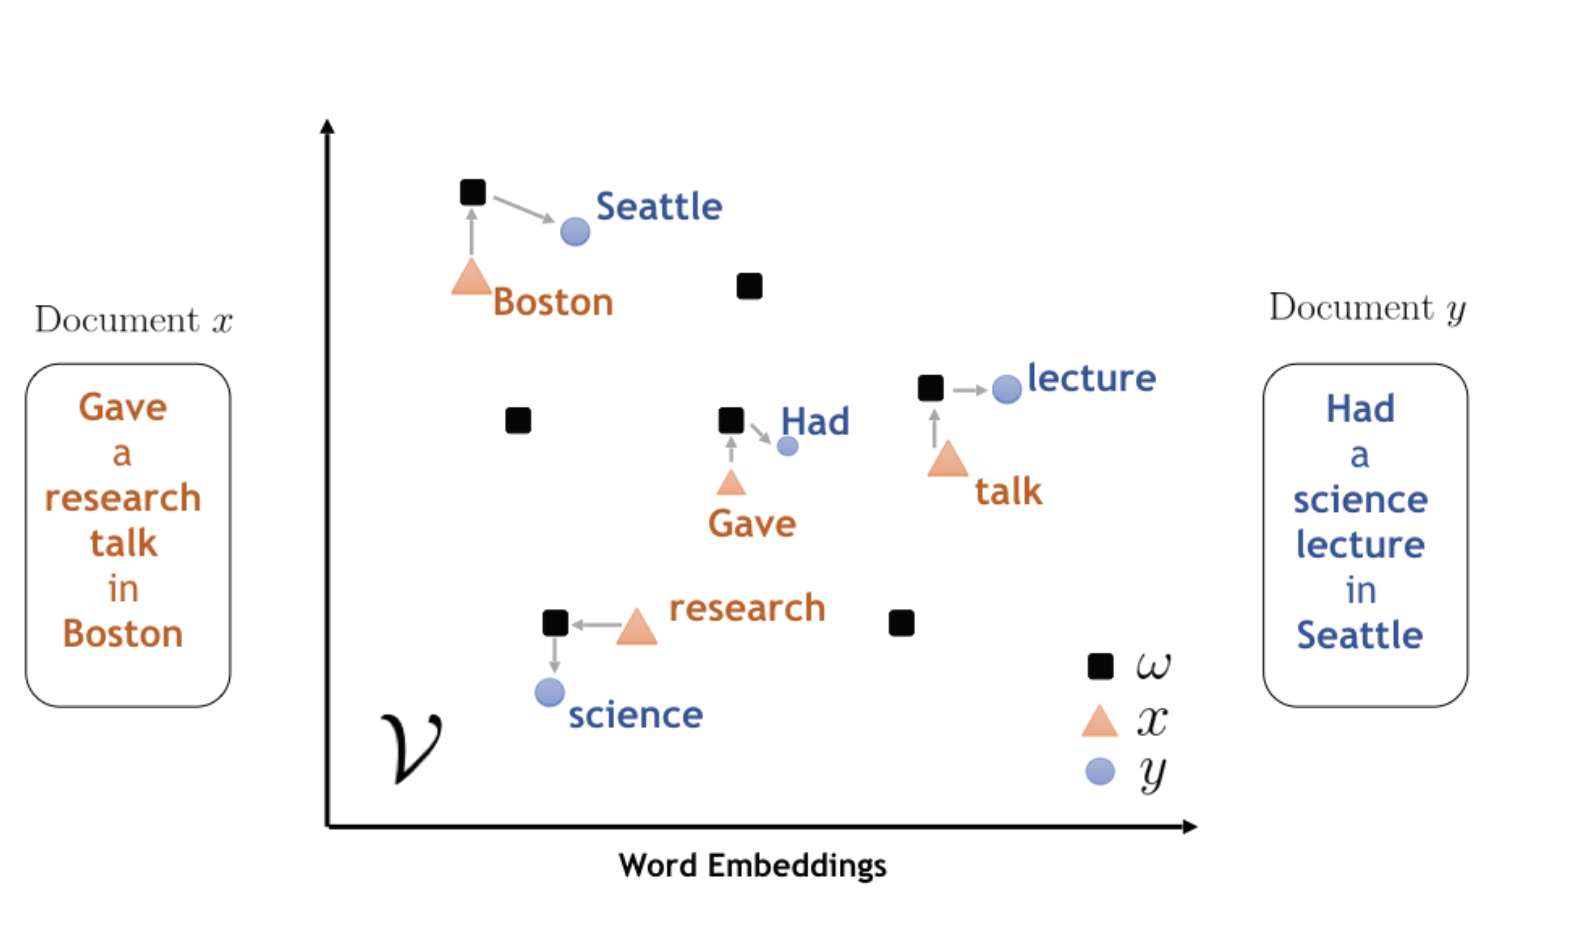 Document x
Gave
a
research
talk
in
Boston
Seattle
Boston
lecture
Had
talk
Gave
research
science
𝒱
ω
x
y
Word Embeddings
Document y
Had
a
science
lecture
in
Seattle